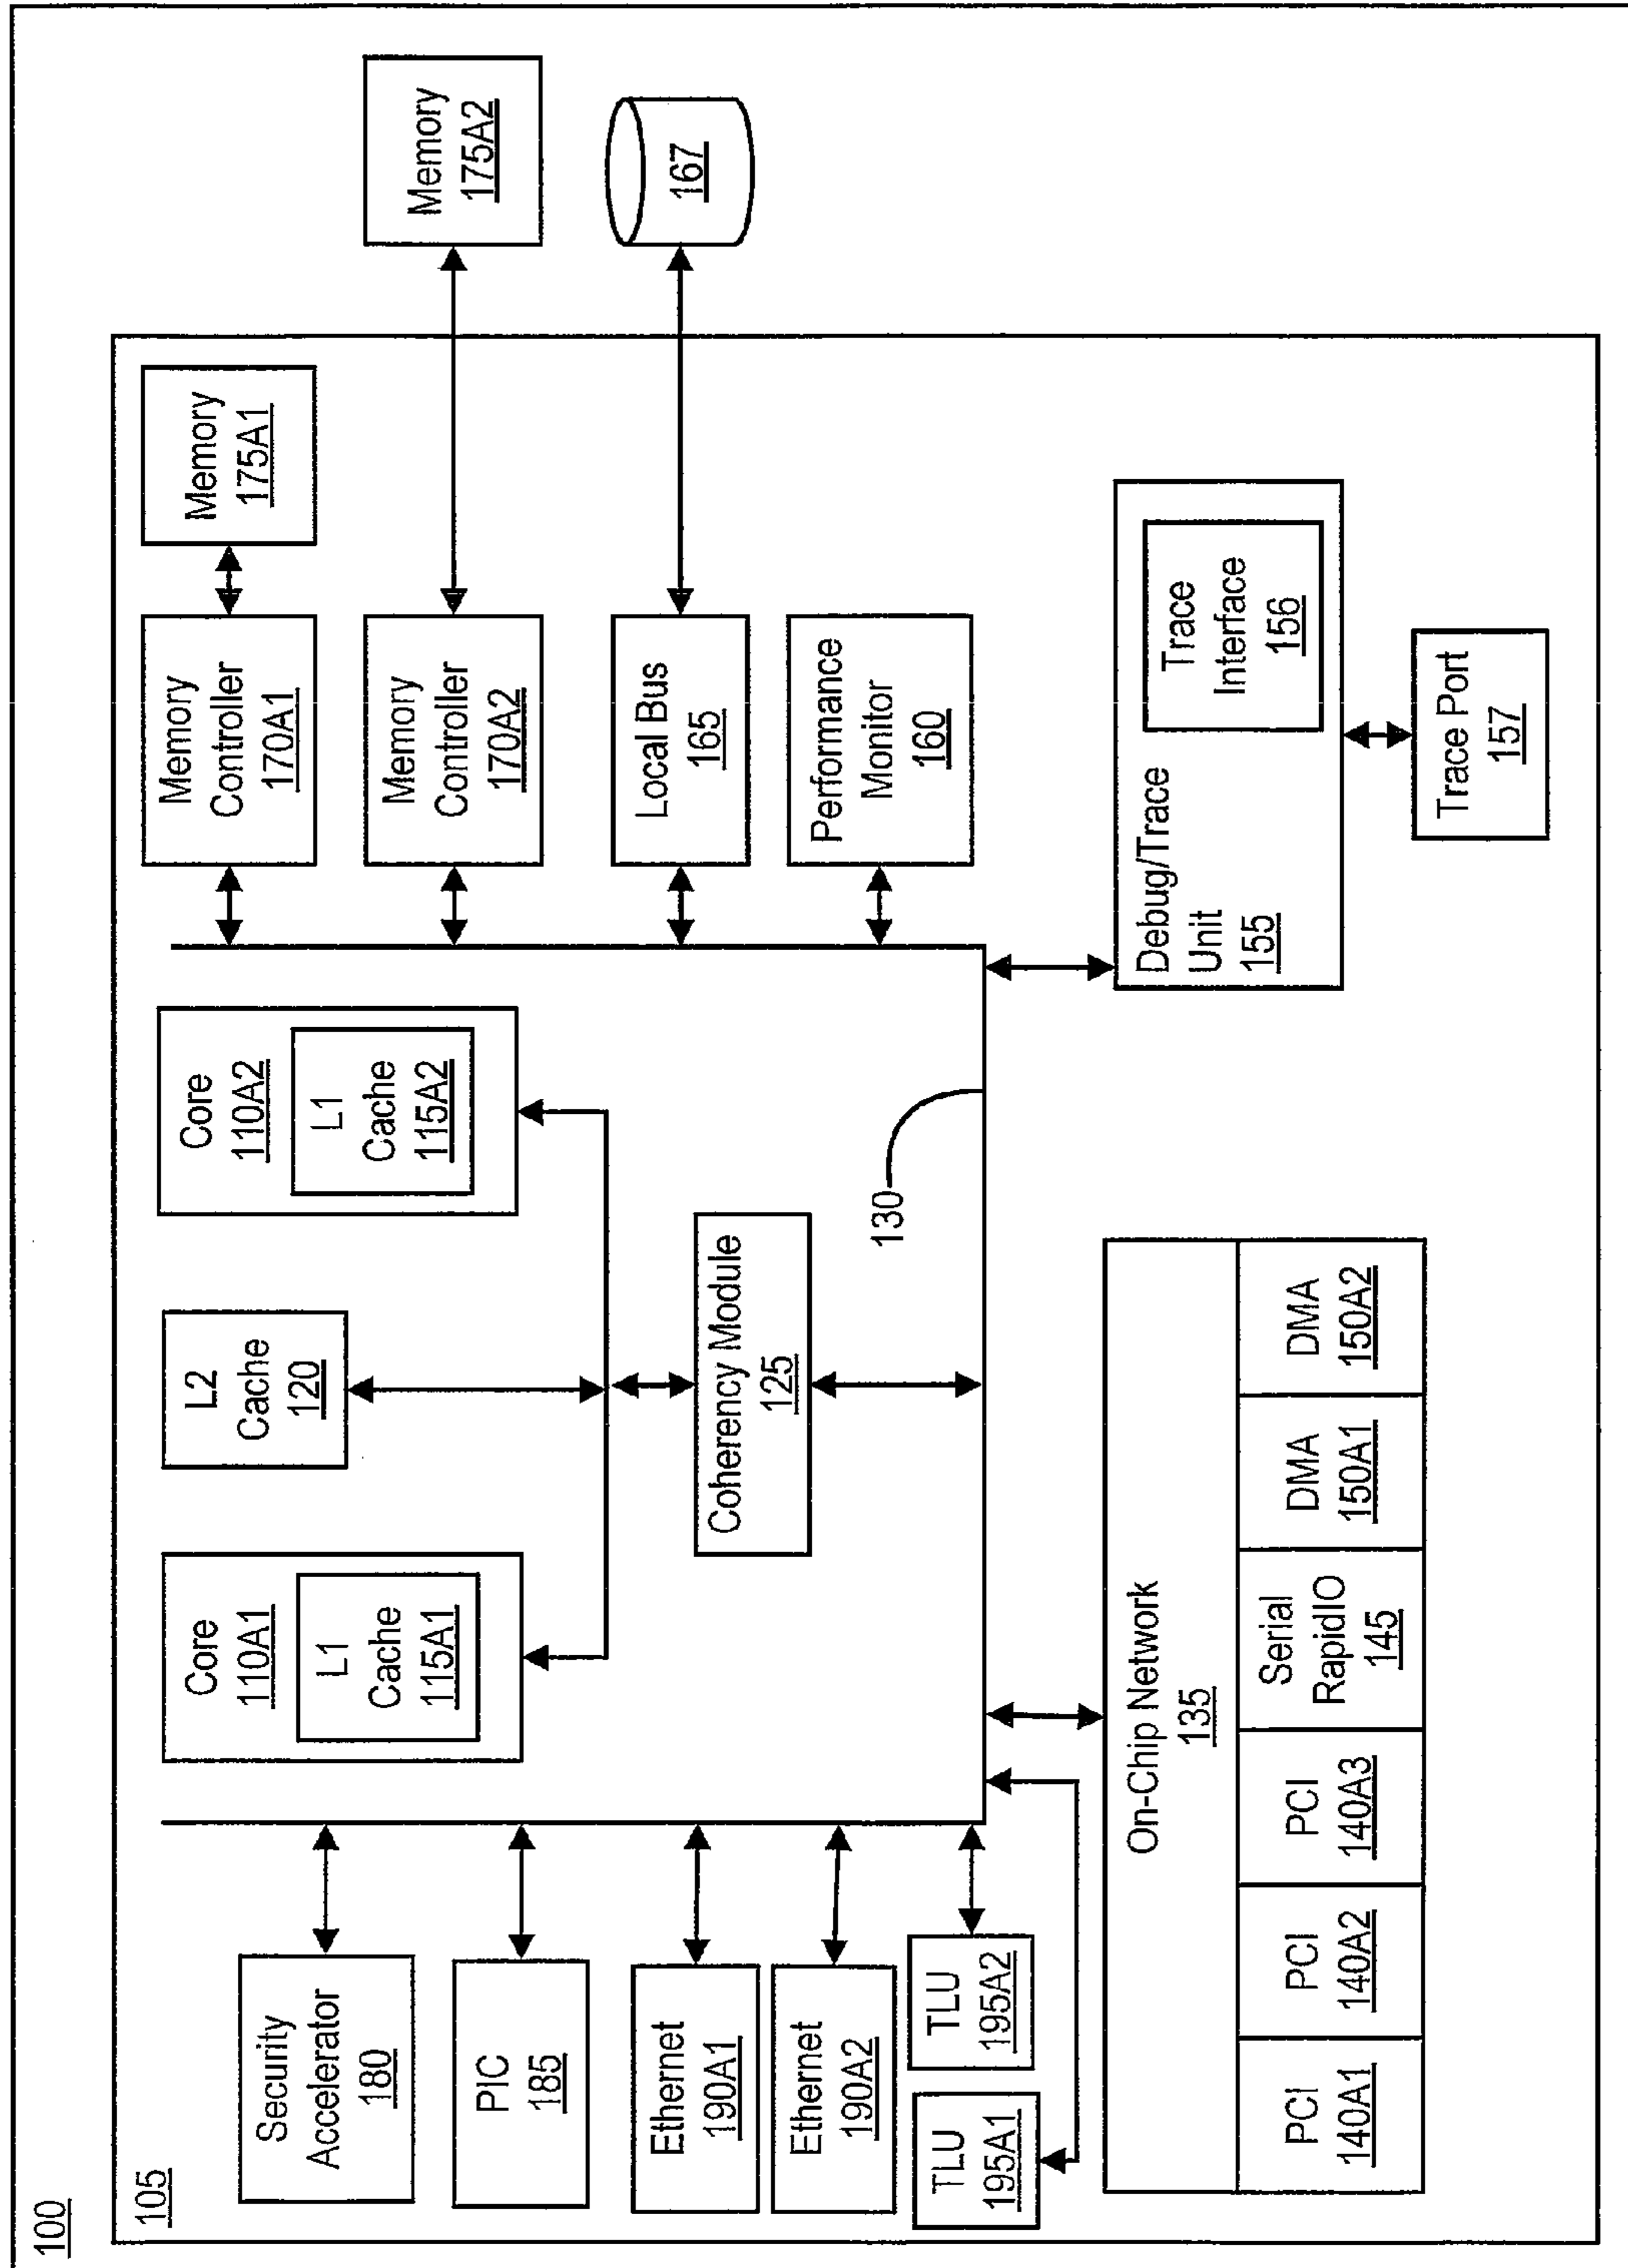 100
105
Security
Accelerator
180
PIC
185
Ethernet
190A1
Ethernet
190A2
TLU
195A1
TLU
195A2
Core
110A1
L1
Cache
115A1
L2
Cache
120
Core
110A2
L1
Cache
115A2
Coherency Module
125
130
Memory
Controller
170A1
Memory
175A1
Memory
Controller
170A2
Memory
175A2
Local Bus
165
167
Performance
Monitor
160
On-Chip Network
135
PCI
140A1
PCI
140A2
PCI
140A3
Serial
RapidIO
145
DMA
150A1
DMA
150A2
Debug/Trace
Unit
155
Trace
Interface
156
Trace Port
157